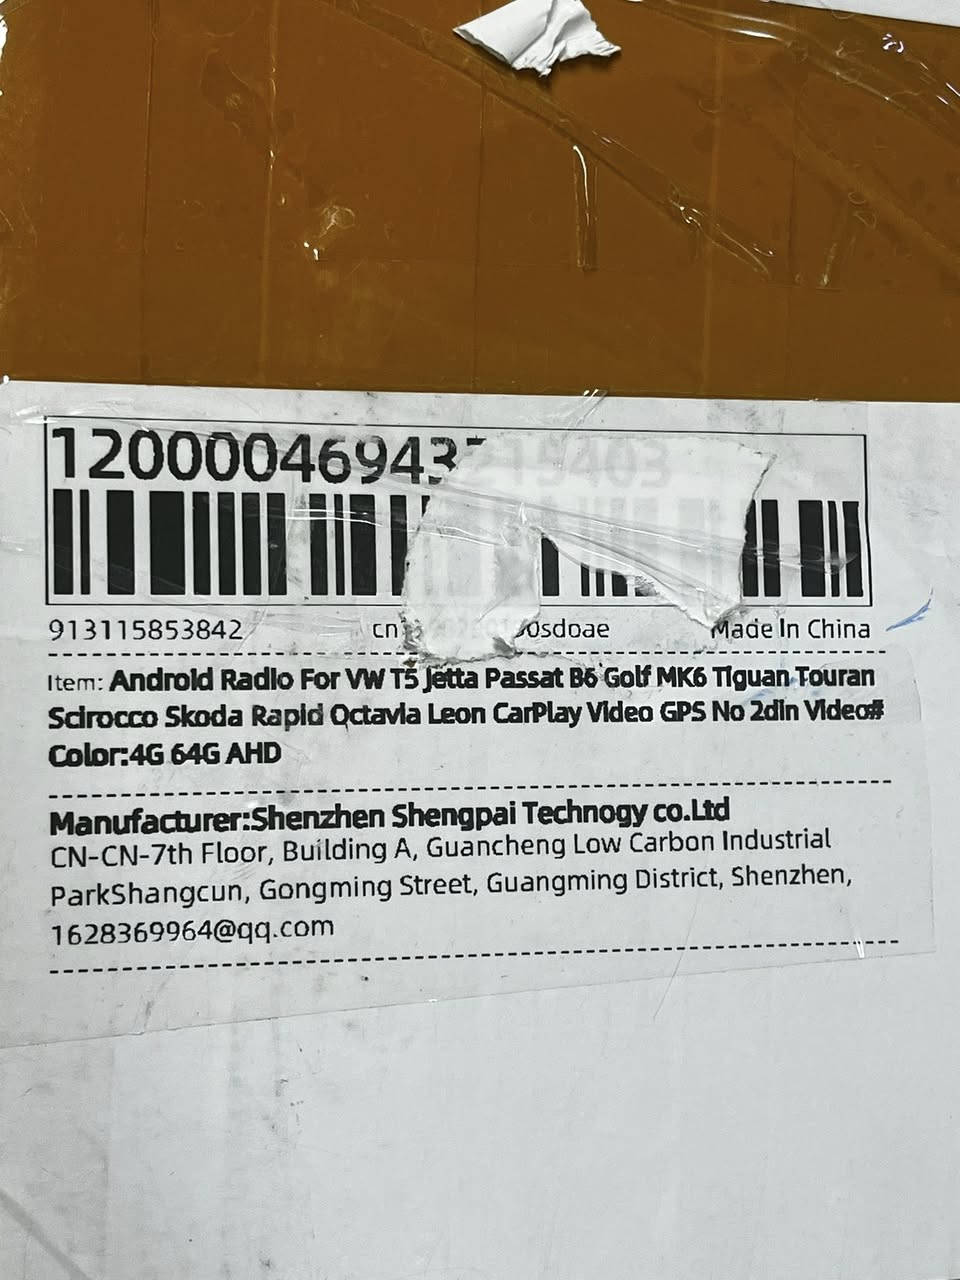 12000046943
913115853842 Made In China
Item: Android Radio For VW T5 Jetta Passat B6 Golf MK6 Tiguan Touran
Scirocco Skoda Rapid Octavia Leon CarPlay Video GPS No 2din Video#
Color:4G 64G AHD
Manufacturer:Shenzhen Shengpai Technogy co.Ltd
CN-CN-7th Floor, Building A, Guancheng Low Carbon Industrial
ParkShangcun, Gongming Street, Guangming District, Shenzhen,
1628369964@qq.com